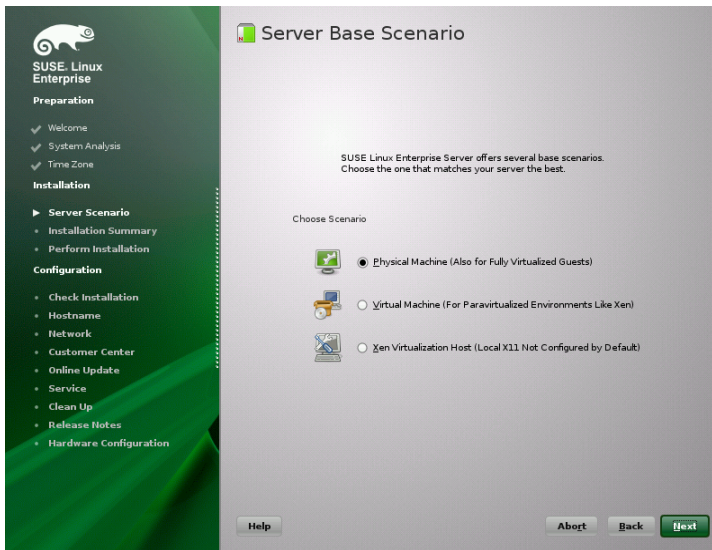 SUSE. Linux
Enterprise
Preparation
Welcome
System Analysis
Time Zone
Installation
Server Scenario
Installation Summary
Perform Installation
Configuration
Check Installation
Hostname
Network
Customer Center
Online Update
Service
Clean Up
Release Notes
Hardware Configuration
Server Base Scenario
SUSE Linux Enterprise Server offers several base scenarios.
Choose the one that matches your server the best.
Choose Scenario
Physical Machine (Also for Fully Virtualized Guests)
Virtual Machine (For Paravirtualized Environments Like Xen)
Xen Virtualization Host (Local X11 Not Configured by Default)
Help
Abort
Back
Next